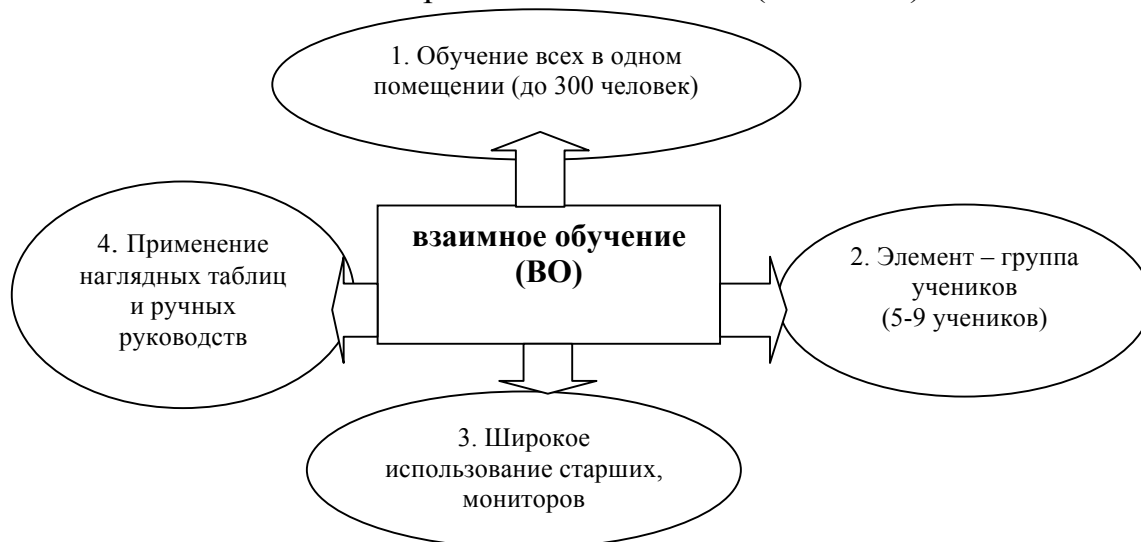 1. Обучение всех в одном
помещении (до 300 человек)
взаимное обучение
(ВО)
2. Элемент – группа
учеников
(5-9 учеников)
3. Широкое
использование старших,
мониторов
4. Применение
наглядных таблиц
и ручных
руководств